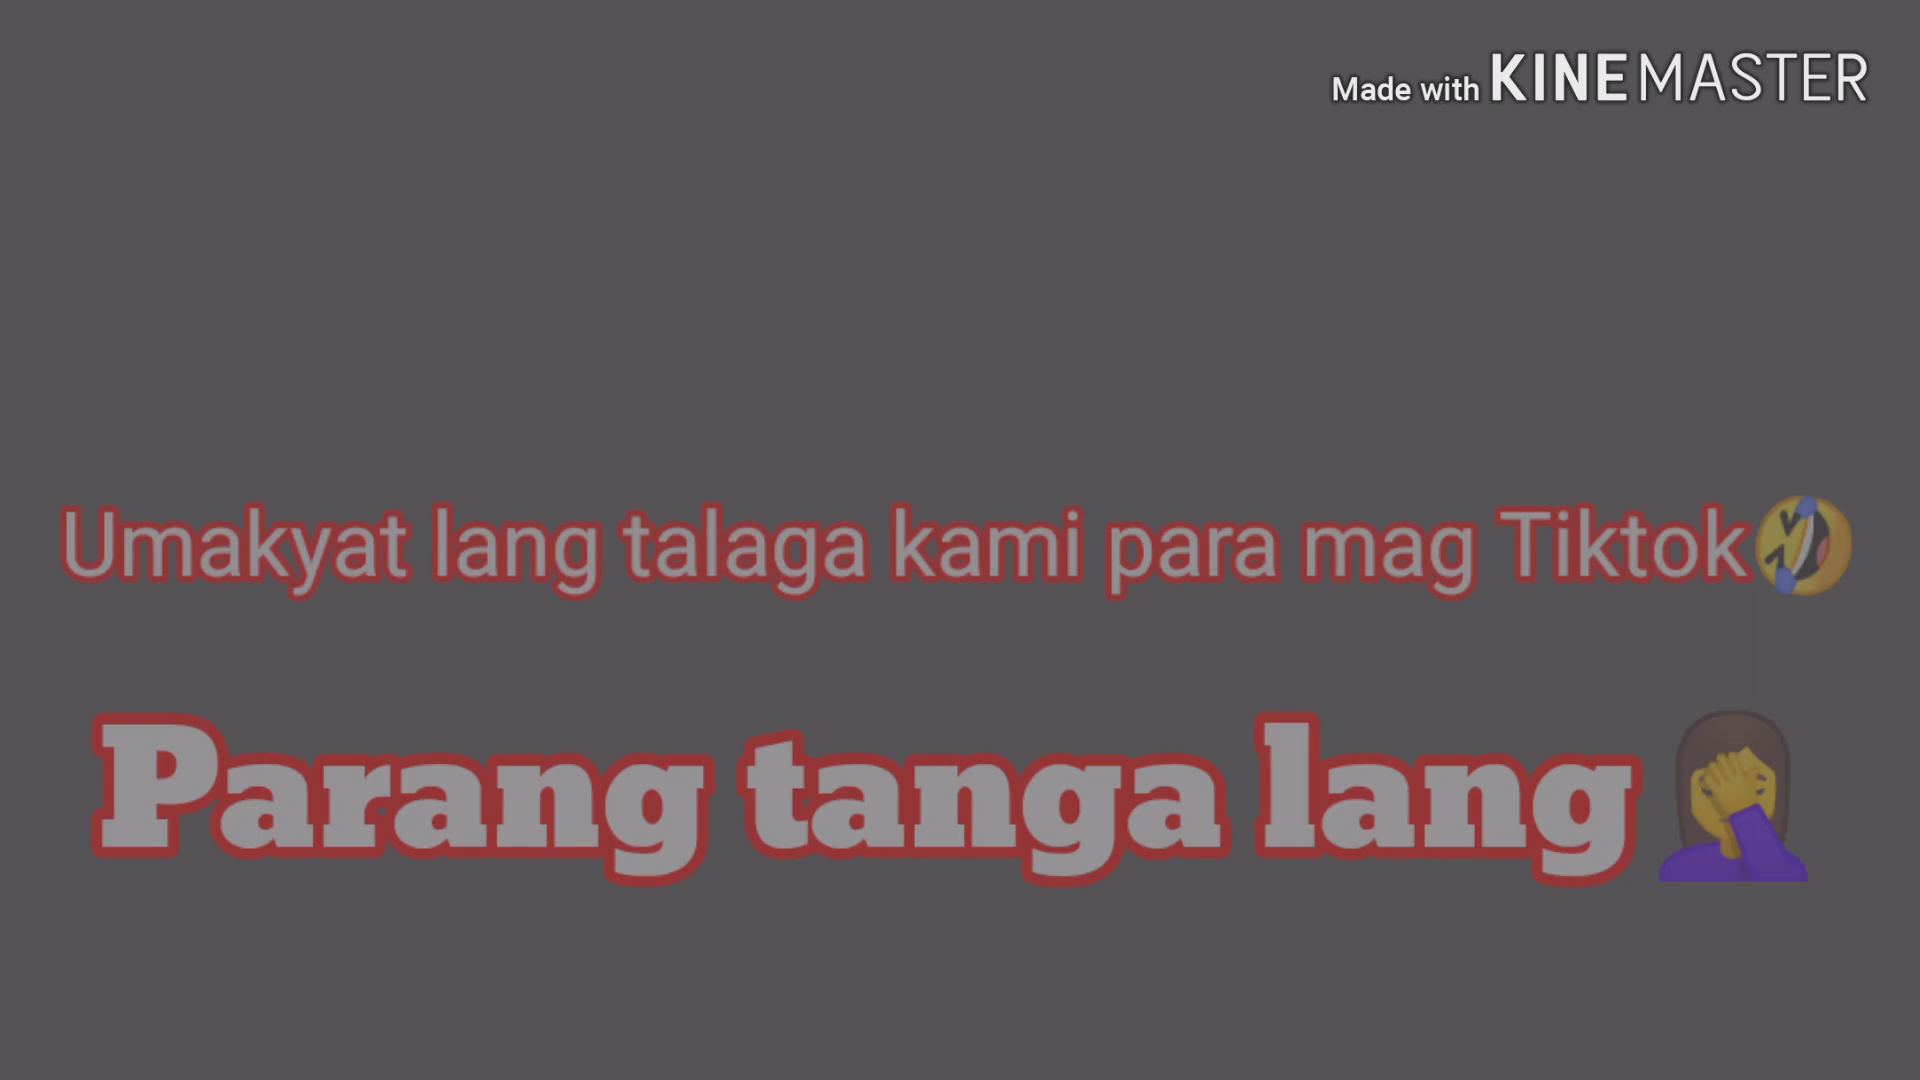 Made with KINEMASTER
Umakyat lang talaga kami para mag Tiktok🤣
Parang tanga lang🤦‍♀️